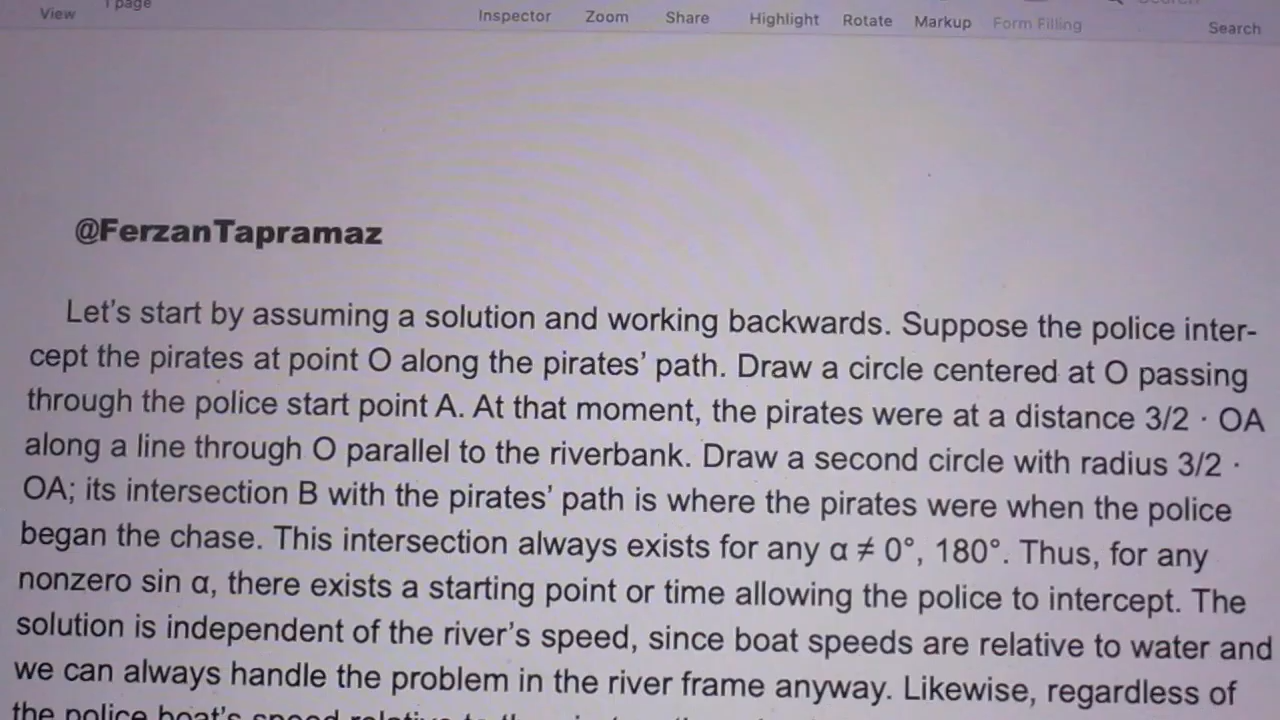 View
1 page
Inspector Zoom Share Highlight Rotate Markup Form Filling
Search
@FerzanTapramaz
Let's start by assuming a solution and working backwards. Suppose the police inter-
cept the pirates at point O along the pirates' path. Draw a circle centered at O passing
through the police start point A. At that moment, the pirates were at a distance 3/2 · OA
along a line through O parallel to the riverbank. Draw a second circle with radius 3/2 ·
OA; its intersection B with the pirates' path is where the pirates were when the police
began the chase. This intersection always exists for any α ≠ 0°, 180°. Thus, for any
nonzero sin α, there exists a starting point or time allowing the police to intercept. The
solution is independent of the river's speed, since boat speeds are relative to water and
we can always handle the problem in the river frame anyway. Likewise, regardless of
the police boat's speed